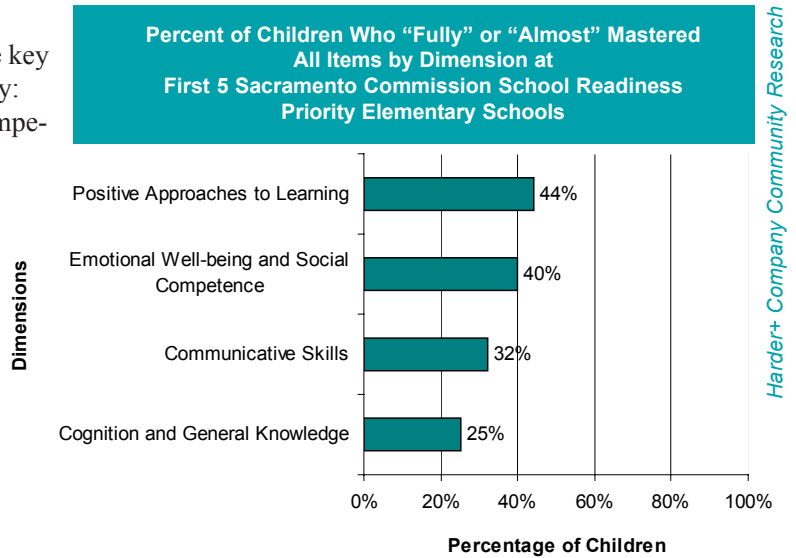 e key
y:
mpe-
Percent of Children Who “Fully” or “Almost” Mastered
All Items by Dimension at
First 5 Sacramento Commission School Readiness
Priority Elementary Schools
Dimensions
Positive Approaches to Learning
44%
Emotional Well-being and Social
Competence
40%
Communicative Skills
32%
Cognition and General Knowledge
25%
0% 20% 40% 60% 80% 100%
Percentage of Children
Harder+ Company Community Research